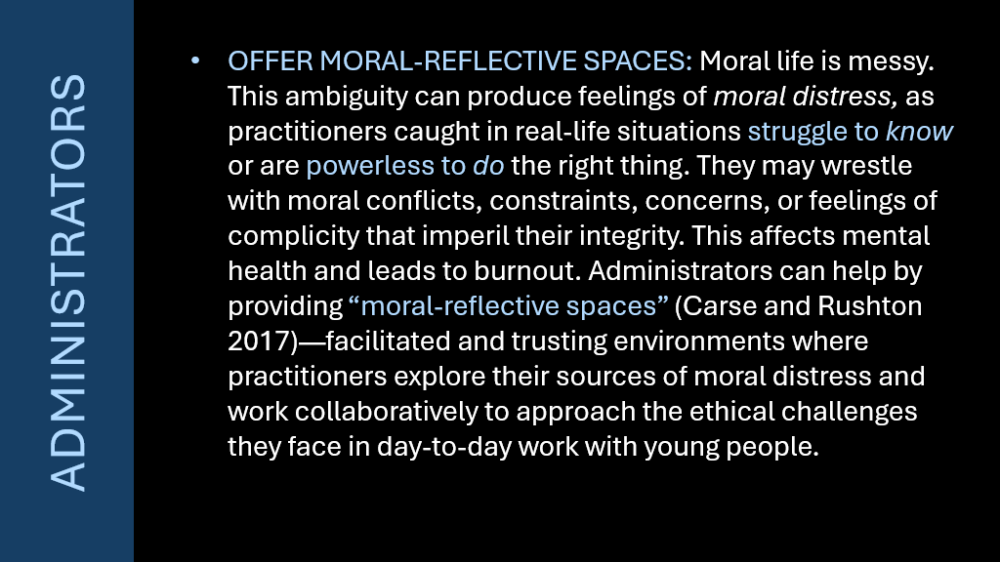 ADMINISTRATORS
• OFFER MORAL-REFLECTIVE SPACES: Moral life is messy.
This ambiguity can produce feelings of moral distress, as
practitioners caught in real-life situations struggle to know
or are powerless to do the right thing. They may wrestle
with moral conflicts, constraints, concerns, or feelings of
complicity that imperil their integrity. This affects mental
health and leads to burnout. Administrators can help by
providing “moral-reflective spaces” (Carse and Rushton
2017)—facilitated and trusting environments where
practitioners explore their sources of moral distress and
work collaboratively to approach the ethical challenges
they face in day-to-day work with young people.